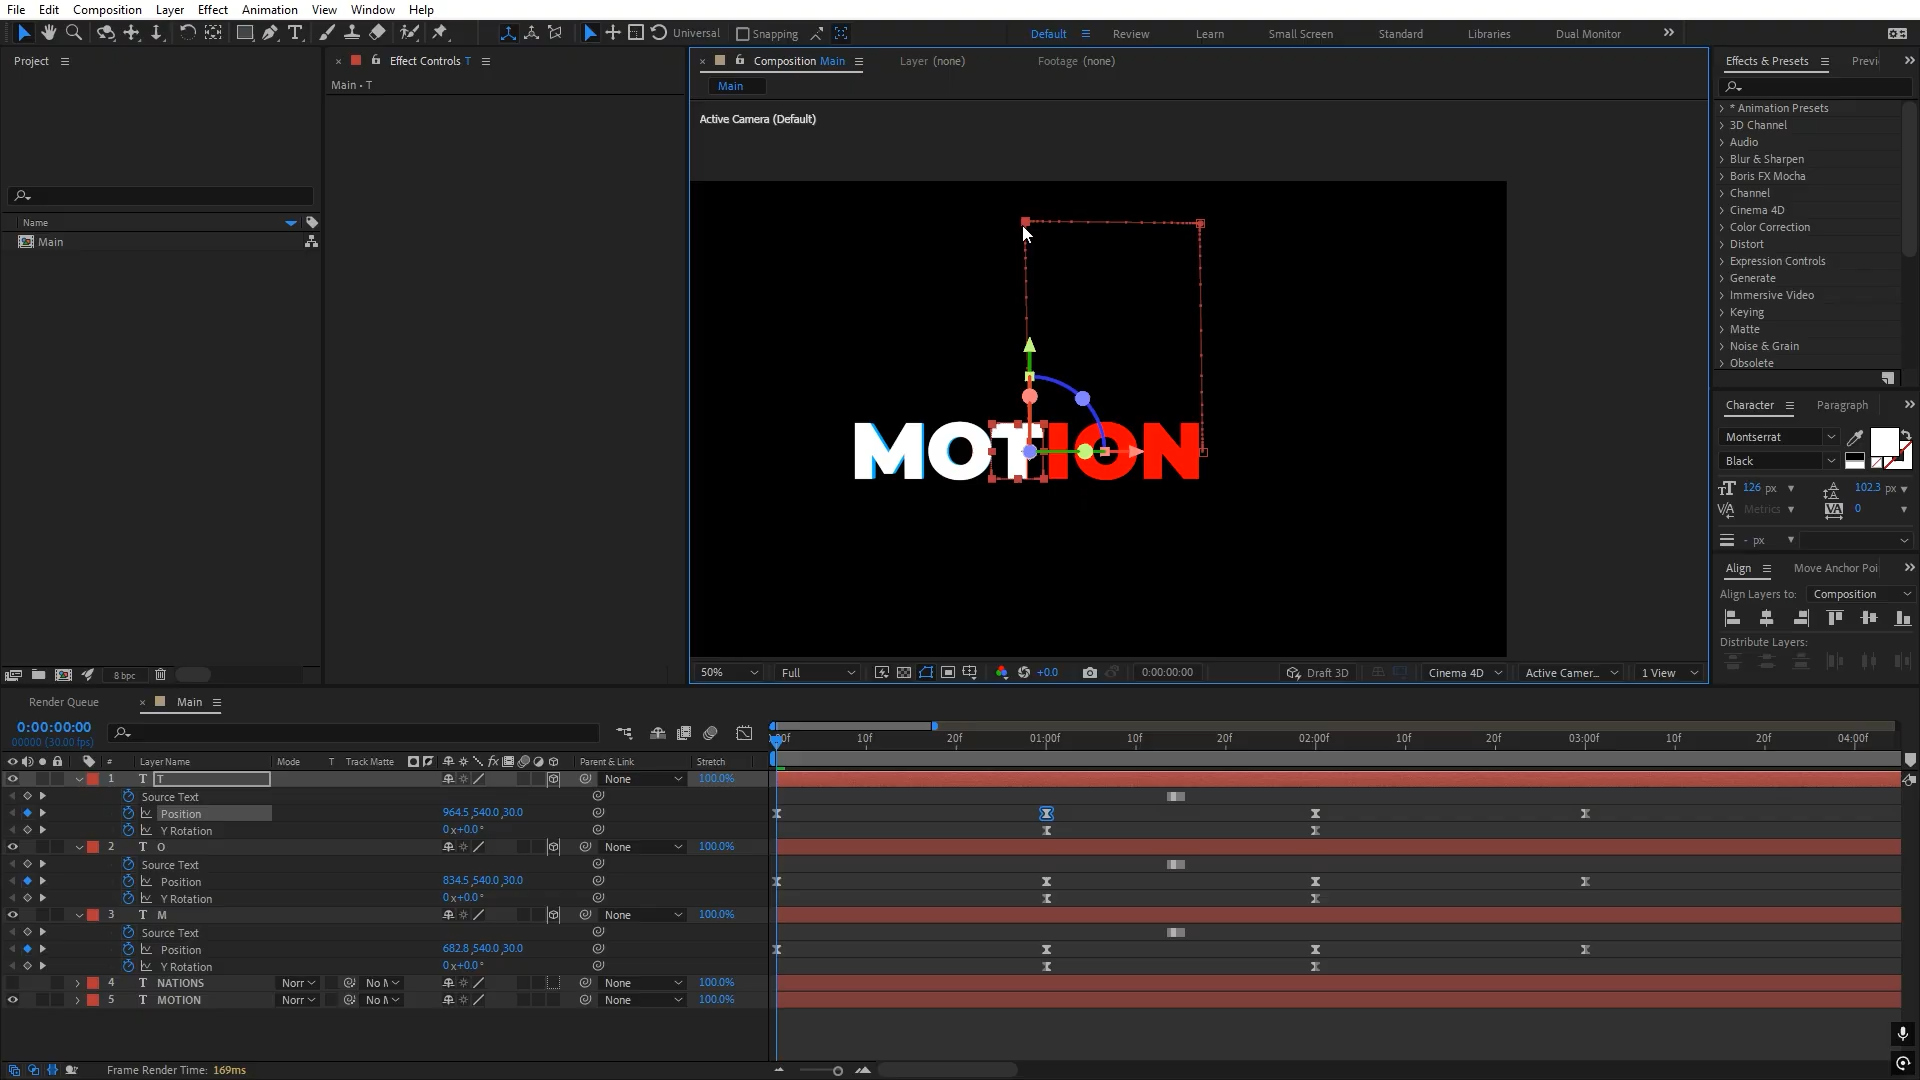 File Edit Composition Layer Effect Animation View Window Help
Universal Snapping Default Review Learn Small Screen Standard Libraries Dual Monitor
Project
Effect Controls T
Main • T
Composition Main
Layer (none)
Footage (none)
Main
Active Camera (Default)
Name
Main
MOTION
8 bpc
50% Full +0.0 0:00:00:00 Draft 3D Cinema 4D Active Camer... 1 View
Effects & Presets
* Animation Presets
3D Channel
Audio
Blur & Sharpen
Boris FX Mocha
Channel
Cinema 4D
Color Correction
Distort
Expression Controls
Generate
Immersive Video
Keying
Matte
Noise & Grain
Obsolete
Character Paragraph
Montserrat
Black
126 px 102.3 px
Metrics 0
- px
Align Move Anchor Poi
Align Layers to: Composition
Distribute Layers:
Render Queue Main
0:00:00:00
00000 (30.00 fps)
10f 20f 01:00f 10f 20f 02:00f 10f 20f 03:00f 10f 20f 04:00f
# Layer Name Mode T Track Matte Parent & Link Stretch
1 T T None 100.0%
Source Text
Position 964.5,540.0,30.0
Y Rotation 0x+0.0°
2 T O None 100.0%
Source Text
Position 834.5,540.0,30.0
Y Rotation 0x+0.0°
3 T M None 100.0%
Source Text
Position 682.8,540.0,30.0
Y Rotation 0x+0.0°
4 T NATIONS Norr No M None 100.0%
5 T MOTION Norr No M None 100.0%
Frame Render Time: 169ms